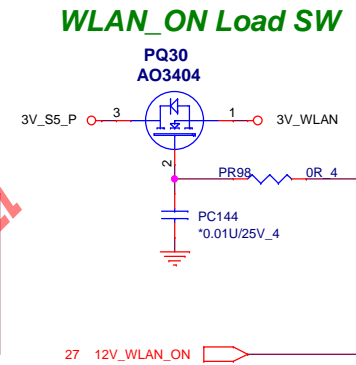 WLAN_ON Load SW
PQ30
AO3404
3V_S5_P 3 1 3V_WLAN
2
PR98 0R_4
PC144
*0.01U/25V_4
27 12V_WLAN_ON